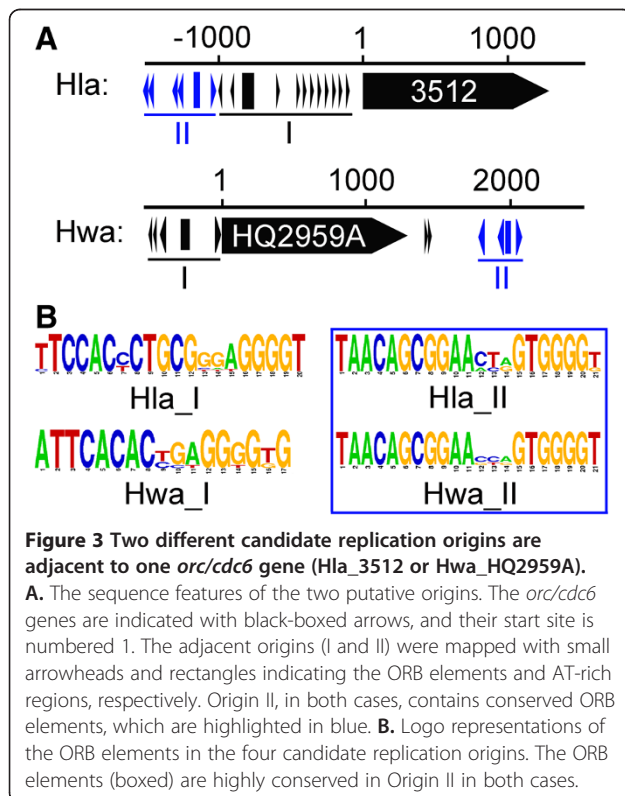 A
-1000 1 1000
Hla: 3512
II I
1 1000 2000
Hwa: HQ2959A
I II
B
TTCCACCCTGCGGGAGGGGT
Hla_I
TAACAGCGGAACTAGTGGGGT
Hla_II
ATTCACACTGAGGGGTG
Hwa_I
TAACAGCGGAACCAGTGGGGT
Hwa_II
Figure 3 Two different candidate replication origins are
adjacent to one orc/cdc6 gene (Hla_3512 or Hwa_HQ2959A).
A. The sequence features of the two putative origins. The orc/cdc6
genes are indicated with black-boxed arrows, and their start site is
numbered 1. The adjacent origins (I and II) were mapped with small
arrowheads and rectangles indicating the ORB elements and AT-rich
regions, respectively. Origin II, in both cases, contains conserved ORB
elements, which are highlighted in blue. B. Logo representations of
the ORB elements in the four candidate replication origins. The ORB
elements (boxed) are highly conserved in Origin II in both cases.